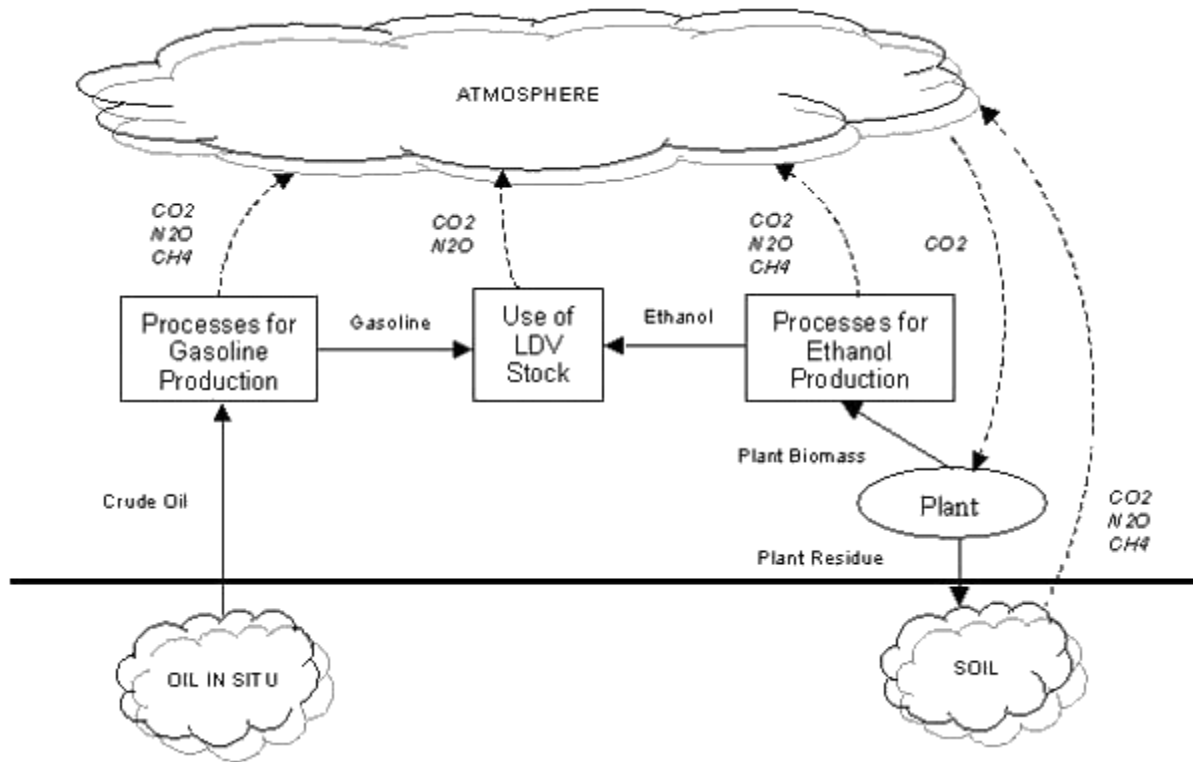 ATMOSPHERE
CO2
N2O
CH4
CO2
N2O
CO2
N2O
CH4
CO2
Processes for
Gasoline
Production
Gasoline
Use of
LDV
Stock
Ethanol
Processes for
Ethanol
Production
Plant Biomass
Crude Oil
Plant
CO2
N2O
CH4
Plant Residue
OIL IN SITU
SOIL